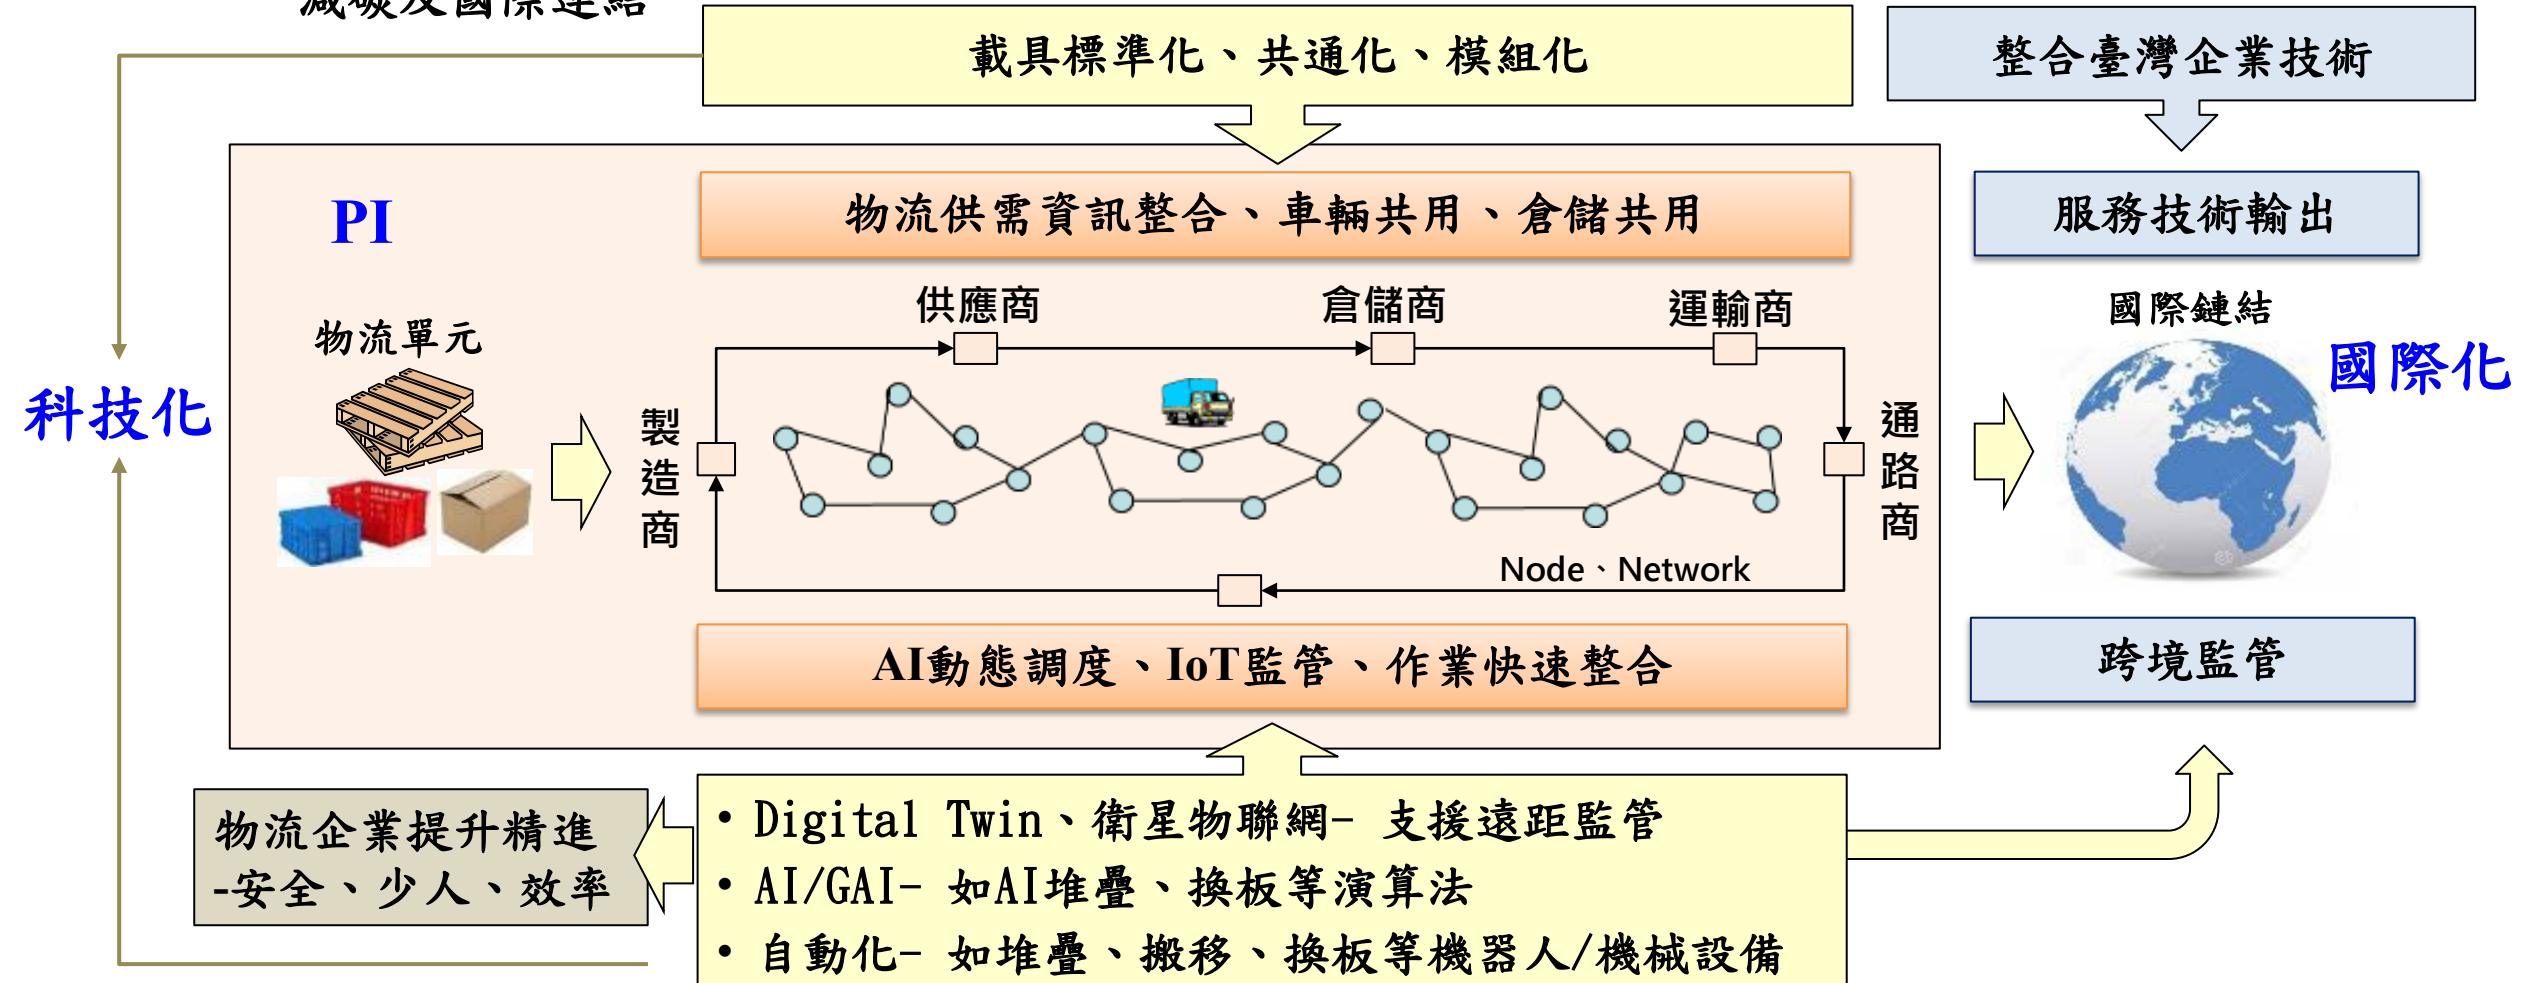 減碳及國際連結
載具標準化、共通化、模組化
整合臺灣企業技術
PI
物流供需資訊整合、車輛共用、倉儲共用
服務技術輸出
供應商
倉儲商
運輸商
國際鏈結
物流單元
國際化
科技化
製造商
通路商
Node、Network
AI動態調度、IoT監管、作業快速整合
跨境監管
物流企業提升精進
-安全、少人、效率
• Digital Twin、衛星物聯網- 支援遠距監管
• AI/GAI- 如AI堆疊、換板等演算法
• 自動化- 如堆疊、搬移、換板等機器人/機械設備